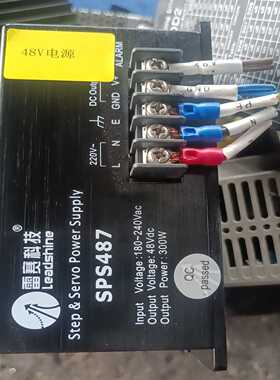 48V电源
ALARM
DC Output
V+
GND
220V~
E
N
L
雷赛科技
Leadshine
Step & Servo Power Supply
SPS487
Input Voltage:180~240Vac
Output Voltage:48Vdc
Output Power:300W
QC
passed